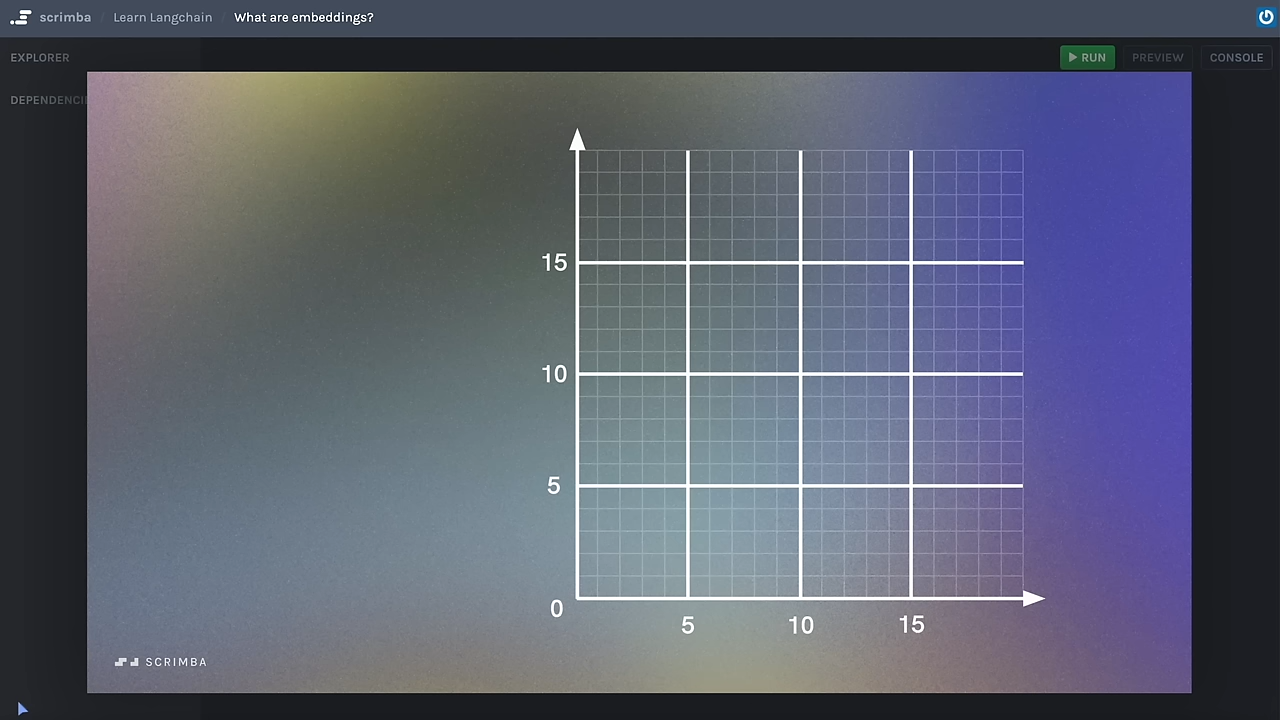 scrimba / Learn Langchain / What are embeddings?
EXPLORER
RUN PREVIEW CONSOLE
DEPENDENCI
15
10
5
0
5 10 15
SCRIMBA